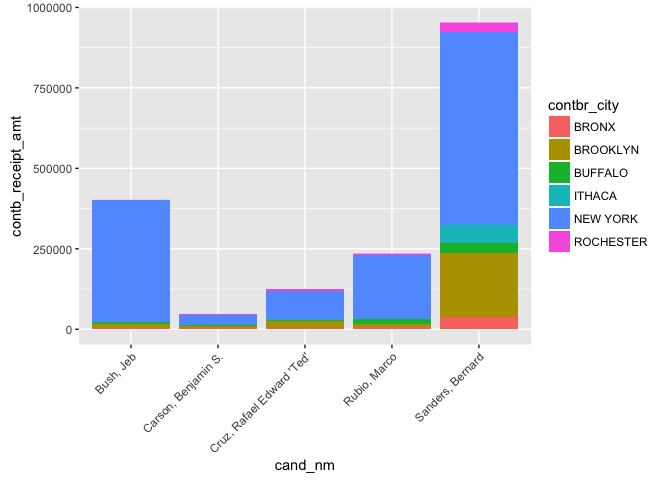 1000000
750000
500000
250000
0
contb_receipt_amt
Bush, Jeb
Carson, Benjamin S.
Cruz, Rafael Edward 'Ted'
Rubio, Marco
Sanders, Bernard
cand_nm
contbr_city
BRONX
BROOKLYN
BUFFALO
ITHACA
NEW YORK
ROCHESTER